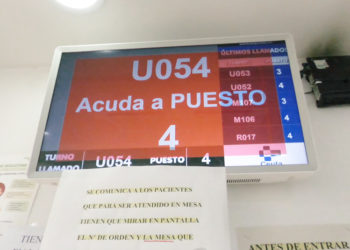 U054
Acuda a PUESTO
4
ÚLTIMOS LLAMADOS
U053 3
U052 4
M107
M106 4
R017 4
TURNO LLAMADO U054 PUESTO 4
Ceuta
SE COMUNICA A LOS PACIENTES
QUE PARA SER ATENDIDO EN MESA
TIENEN QUE MIRAR EN PANTALLA
EL Nº DE ORDEN Y LA MESA QUE
ANTES DE ENTRAR